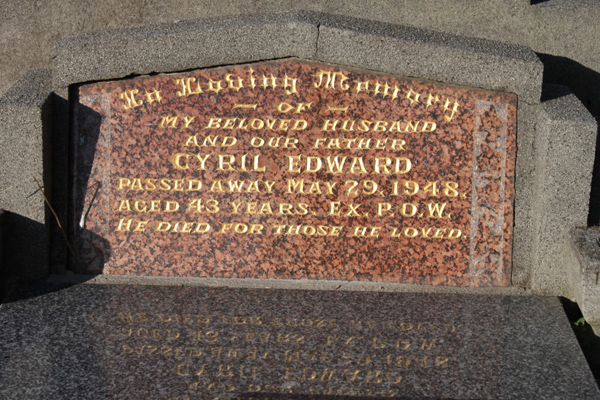 In Loving Memory
— OF —
MY BELOVED HUSBAND
AND OUR FATHER
CYRIL EDWARD
PASSED AWAY MAY 29, 1948.
AGED 43 YEARS. EX. P.O.W.
HE DIED FOR THOSE HE LOVED.